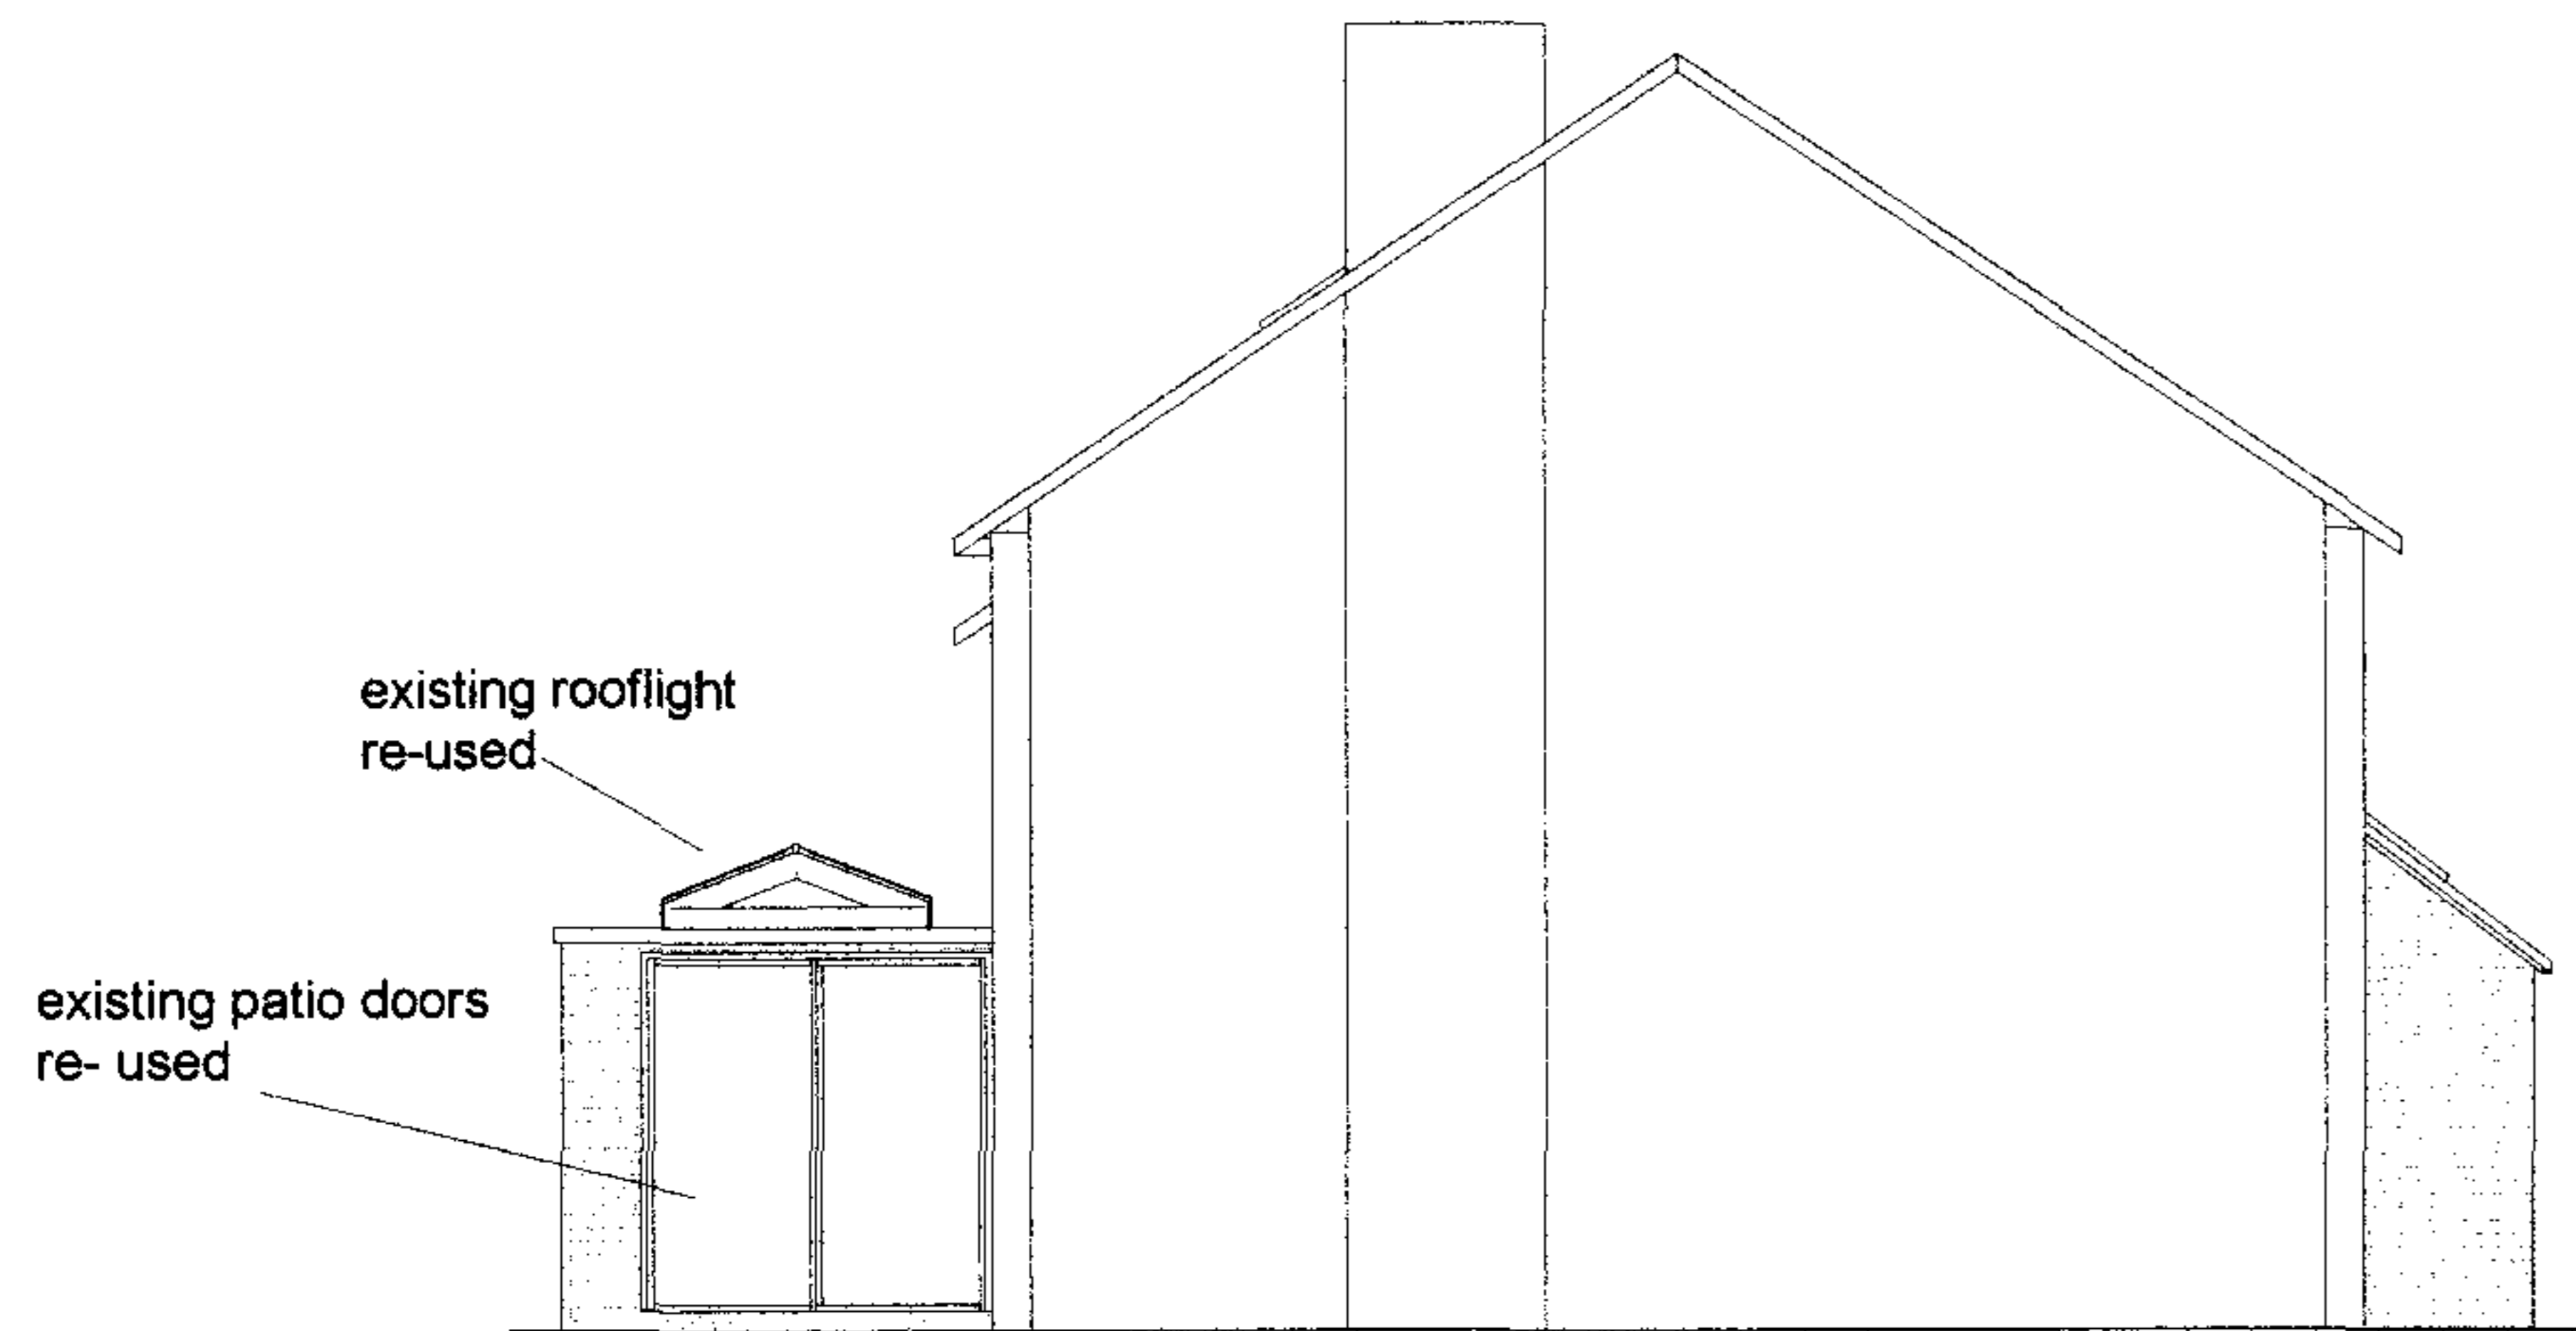 existing rooflight
re-used
existing patio doors
re- used